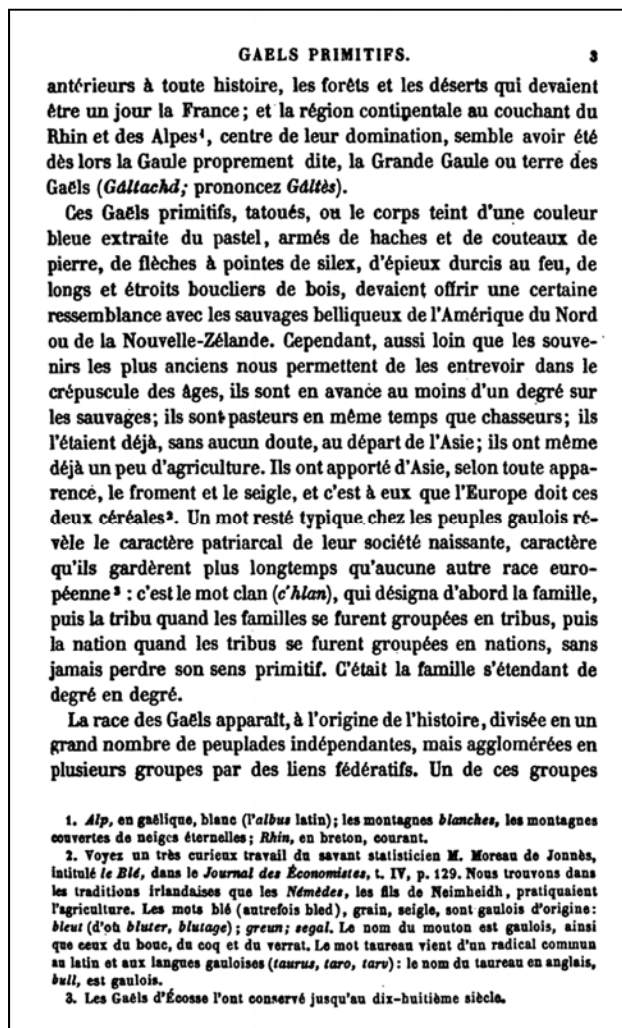 GAELS PRIMITIFS. 3
antérieurs à toute histoire, les forêts et les déserts qui devaient
être un jour la France; et la région continentale au couchant du
Rhin et des Alpes¹, centre de leur domination, semble avoir été
dès lors la Gaule proprement dite, la Grande Gaule ou terre des
Gaëls (Gâltachd; prononcez Gâltès).
Ces Gaëls primitifs, tatoués, ou le corps teint d'une couleur
bleue extraite du pastel, armés de haches et de couteaux de
pierre, de flèches à pointes de silex, d'épieux durcis au feu, de
longs et étroits boucliers de bois, devaient offrir une certaine
ressemblance avec les sauvages belliqueux de l'Amérique du Nord
ou de la Nouvelle-Zélande. Cependant, aussi loin que les souve-
nirs les plus anciens nous permettent de les entrevoir dans le
crépuscule des âges, ils sont en avance au moins d'un degré sur
les sauvages; ils sont pasteurs en même temps que chasseurs; ils
l'étaient déjà, sans aucun doute, au départ de l'Asie; ils ont même
déjà un peu d'agriculture. Ils ont apporté d'Asie, selon toute appa-
rence, le froment et le seigle, et c'est à eux que l'Europe doit ces
deux céréales². Un mot resté typique chez les peuples gaulois ré-
vèle le caractère patriarcal de leur société naissante, caractère
qu'ils gardèrent plus longtemps qu'aucune autre race euro-
péenne³ : c'est le mot clan (c'hlan), qui désigna d'abord la famille,
puis la tribu quand les familles se furent groupées en tribus, puis
la nation quand les tribus se furent groupées en nations, sans
jamais perdre son sens primitif. C'était la famille s'étendant de
degré en degré.
La race des Gaëls apparaît, à l'origine de l'histoire, divisée en un
grand nombre de peuplades indépendantes, mais agglomérées en
plusieurs groupes par des liens fédératifs. Un de ces groupes
1. Alp, en gaëlique, blanc (l'albus latin); les montagnes blanches, les montagnes
couvertes de neiges éternelles; Rhin, en breton, courant.
2. Voyez un très curieux travail du savant statisticien M. Moreau de Jonnès,
intitulé le Blé, dans le Journal des Économistes, t. IV, p. 129. Nous trouvons dans
les traditions irlandaises que les Némèdes, les fils de Neimheidh, pratiquaient
l'agriculture. Les mots blé (autrefois bled), grain, seigle, sont gaulois d'origine:
bleut (d'où bluter, blutage); greun; segal. Le nom du mouton est gaulois, ainsi
que ceux du bouc, du coq et du verrat. Le mot taureau vient d'un radical commun
au latin et aux langues gauloises (taurus, taro, tarv) : le nom du taureau en anglais,
bull, est gaulois.
3. Les Gaëls d'Écosse l'ont conservé jusqu'au dix-huitième siècle.